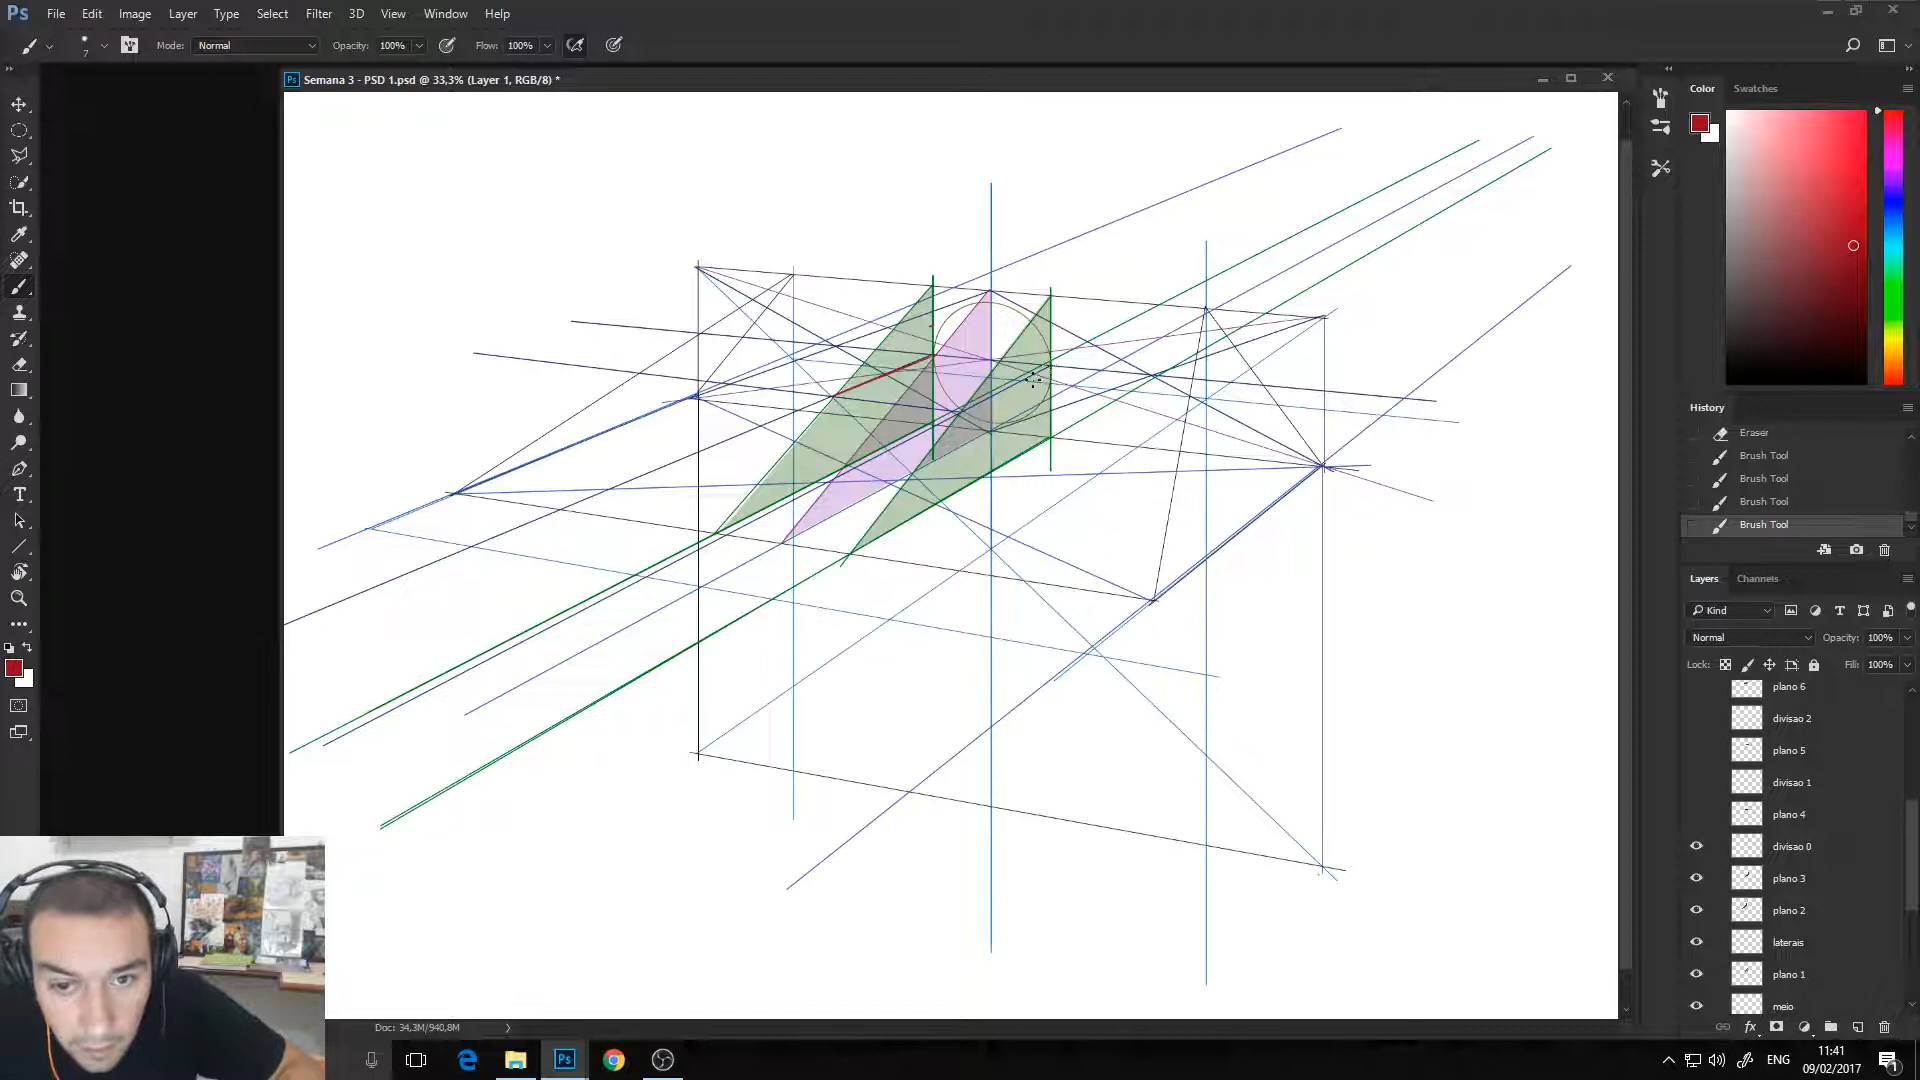 Ps File Edit Image Layer Type Select Filter 3D View Window Help
7 Mode: Normal Opacity: 100% Flow: 100%
Ps Semana 3 - PSD 1.psd @ 33,3% (Layer 1, RGB/8) *
Color Swatches
History
Eraser
Brush Tool
Brush Tool
Brush Tool
Brush Tool
Layers Channels
Kind
Normal Opacity: 100%
Lock: Fill: 100%
plano 6
divisao 2
plano 5
divisao 1
plano 4
divisao 0
plano 3
plano 2
laterais
plano 1
meio
Doc: 34,3M/940,8M
Ps
ENG
11:41
09/02/2017
1